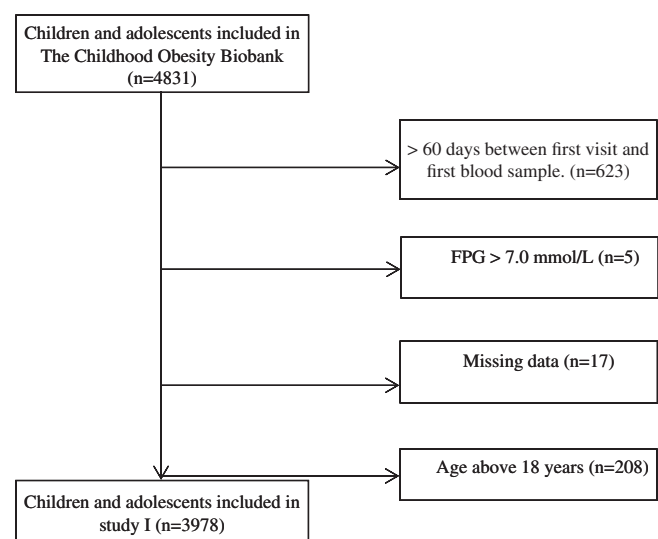 Children and adolescents included in
The Childhood Obesity Biobank
(n=4831)
> 60 days between first visit and
first blood sample. (n=623)
FPG > 7.0 mmol/L (n=5)
Missing data (n=17)
Age above 18 years (n=208)
Children and adolescents included in
study I (n=3978)